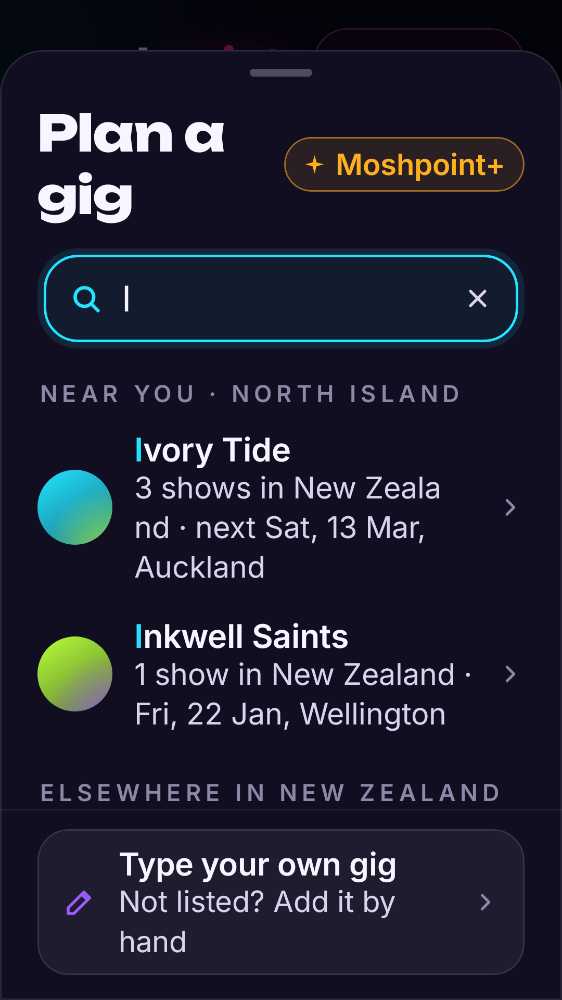 Plan a
gig
Moshpoint+
I
NEAR YOU · NORTH ISLAND
Ivory Tide
3 shows in New Zeala
nd · next Sat, 13 Mar,
Auckland
Inkwell Saints
1 show in New Zealand ·
Fri, 22 Jan, Wellington
ELSEWHERE IN NEW ZEALAND
Type your own gig
Not listed? Add it by
hand